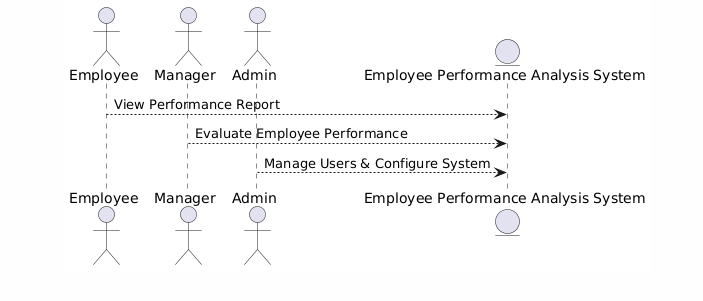 Employee Manager Admin Employee Performance Analysis System
View Performance Report
Evaluate Employee Performance
Manage Users & Configure System
Employee Manager Admin Employee Performance Analysis System